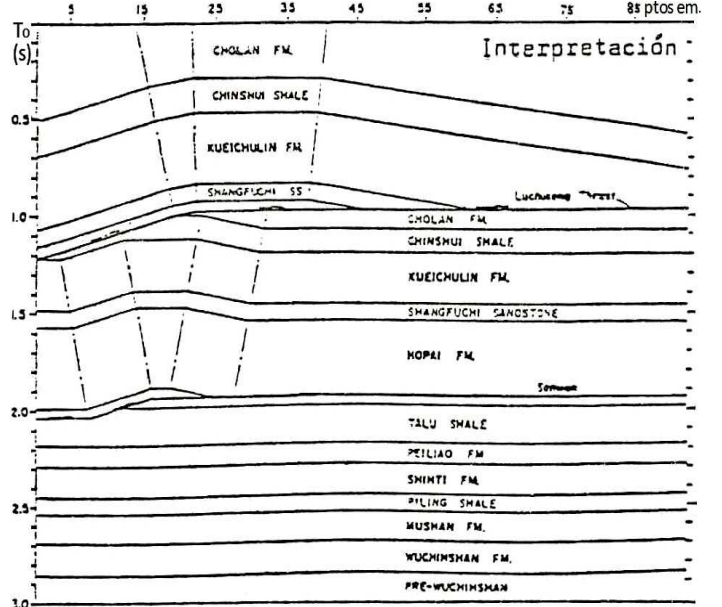 5 15 25 35 45 55 65 75 85 ptos em.
To
(s)
Interpretación
CHOLAN FM.
CHINSHUI SHALE
0.5
KUEICHULIN FM.
SHANGFUCHI SS
Thrust
1.0
CHOLAN FM.
CHINSHUI SHALE
KUEICHULIN FM.
SHANGFUCHI SANDSTONE
1.5
HOPAI FM.
2.0
TALU SHALE
PEILIAO FM
SHIHTI FM.
PILING SHALE
2.5
MUSHAN FM.
WUCHIHSHAN FM.
PRE-WUCHIHSHAN
3.0